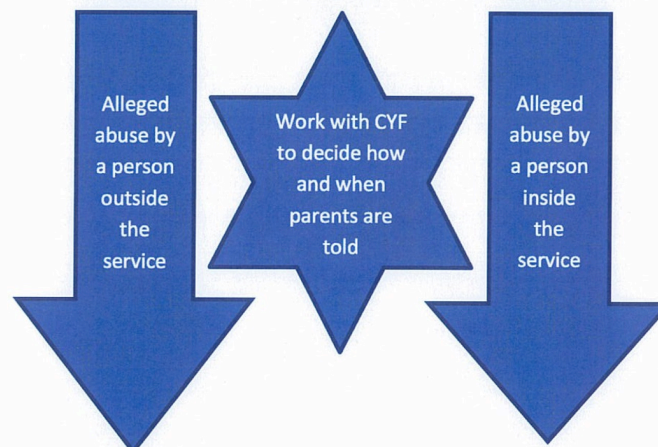 Alleged
abuse by
a person
outside
the
service
Work with CYF
to decide how
and when
parents are
told
Alleged
abuse by
a person
inside
the
service